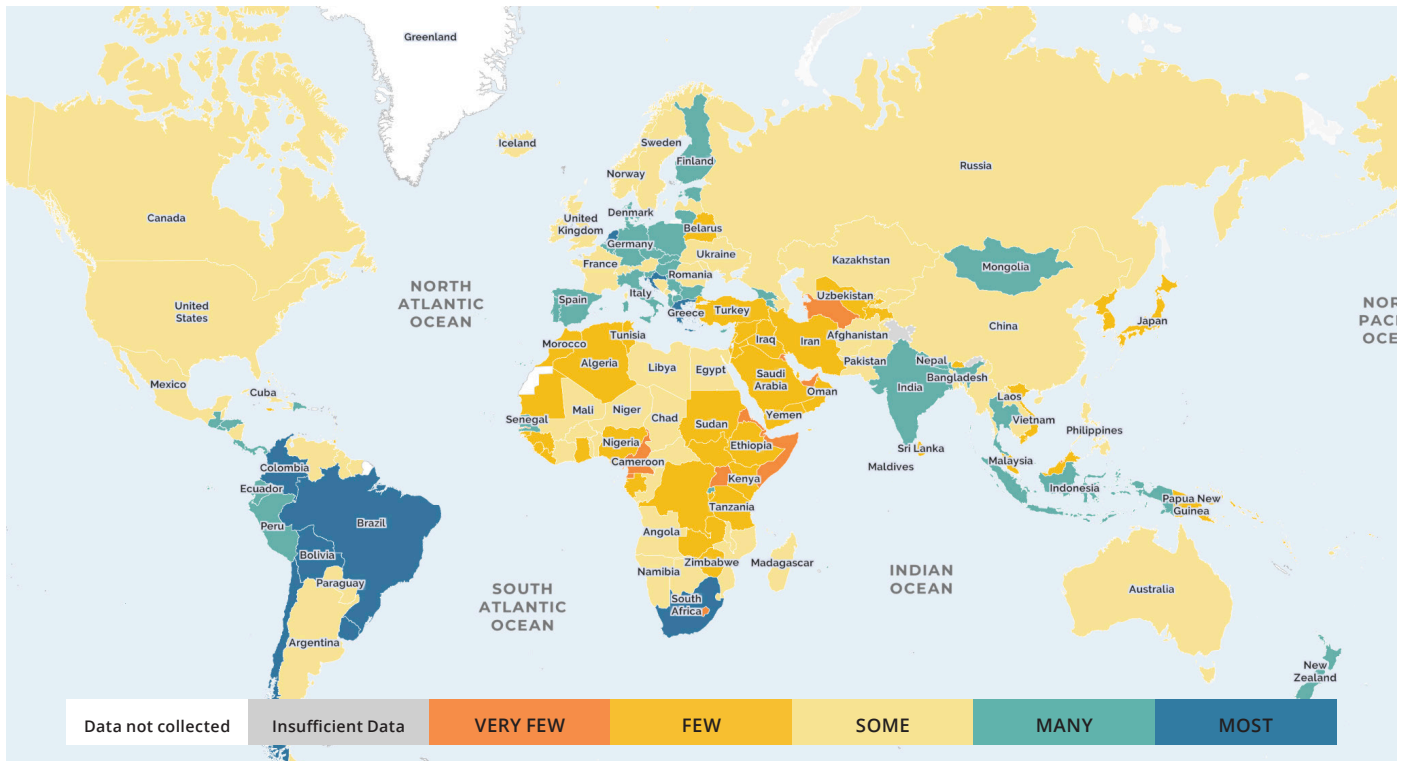 Greenland
Iceland
Sweden
Finland
Russia
Norway
Canada
United
Kingdom
Denmark
Belarus
Germany
Ukraine
Kazakhstan
France
Romania
Mongolia
NORTH
ATLANTIC
OCEAN
Italy
Spain
Uzbekistan
United
States
Greece
Turkey
China
Japan
NOR
PAC
OCE
Tunisia
Morocco
Iraq
Iran
Afghanistan
Algeria
Libya
Egypt
Pakistan
Nepal
Saudi
Arabia
India
Bangladesh
Mexico
Cuba
Oman
Laos
Mali
Niger
Chad
Yemen
Senegal
Sudan
Vietnam
Philippines
Nigeria
Ethiopia
Sri Lanka
Cameroon
Maldives
Malaysia
Colombia
Kenya
Ecuador
Indonesia
Papua New
Guinea
Tanzania
Peru
Brazil
Angola
Bolivia
Zimbabwe
Madagascar
Namibia
INDIAN
OCEAN
Paraguay
SOUTH
ATLANTIC
OCEAN
South
Africa
Australia
Argentina
New
Zealand
Data not collected
Insufficient Data
VERY FEW
FEW
SOME
MANY
MOST